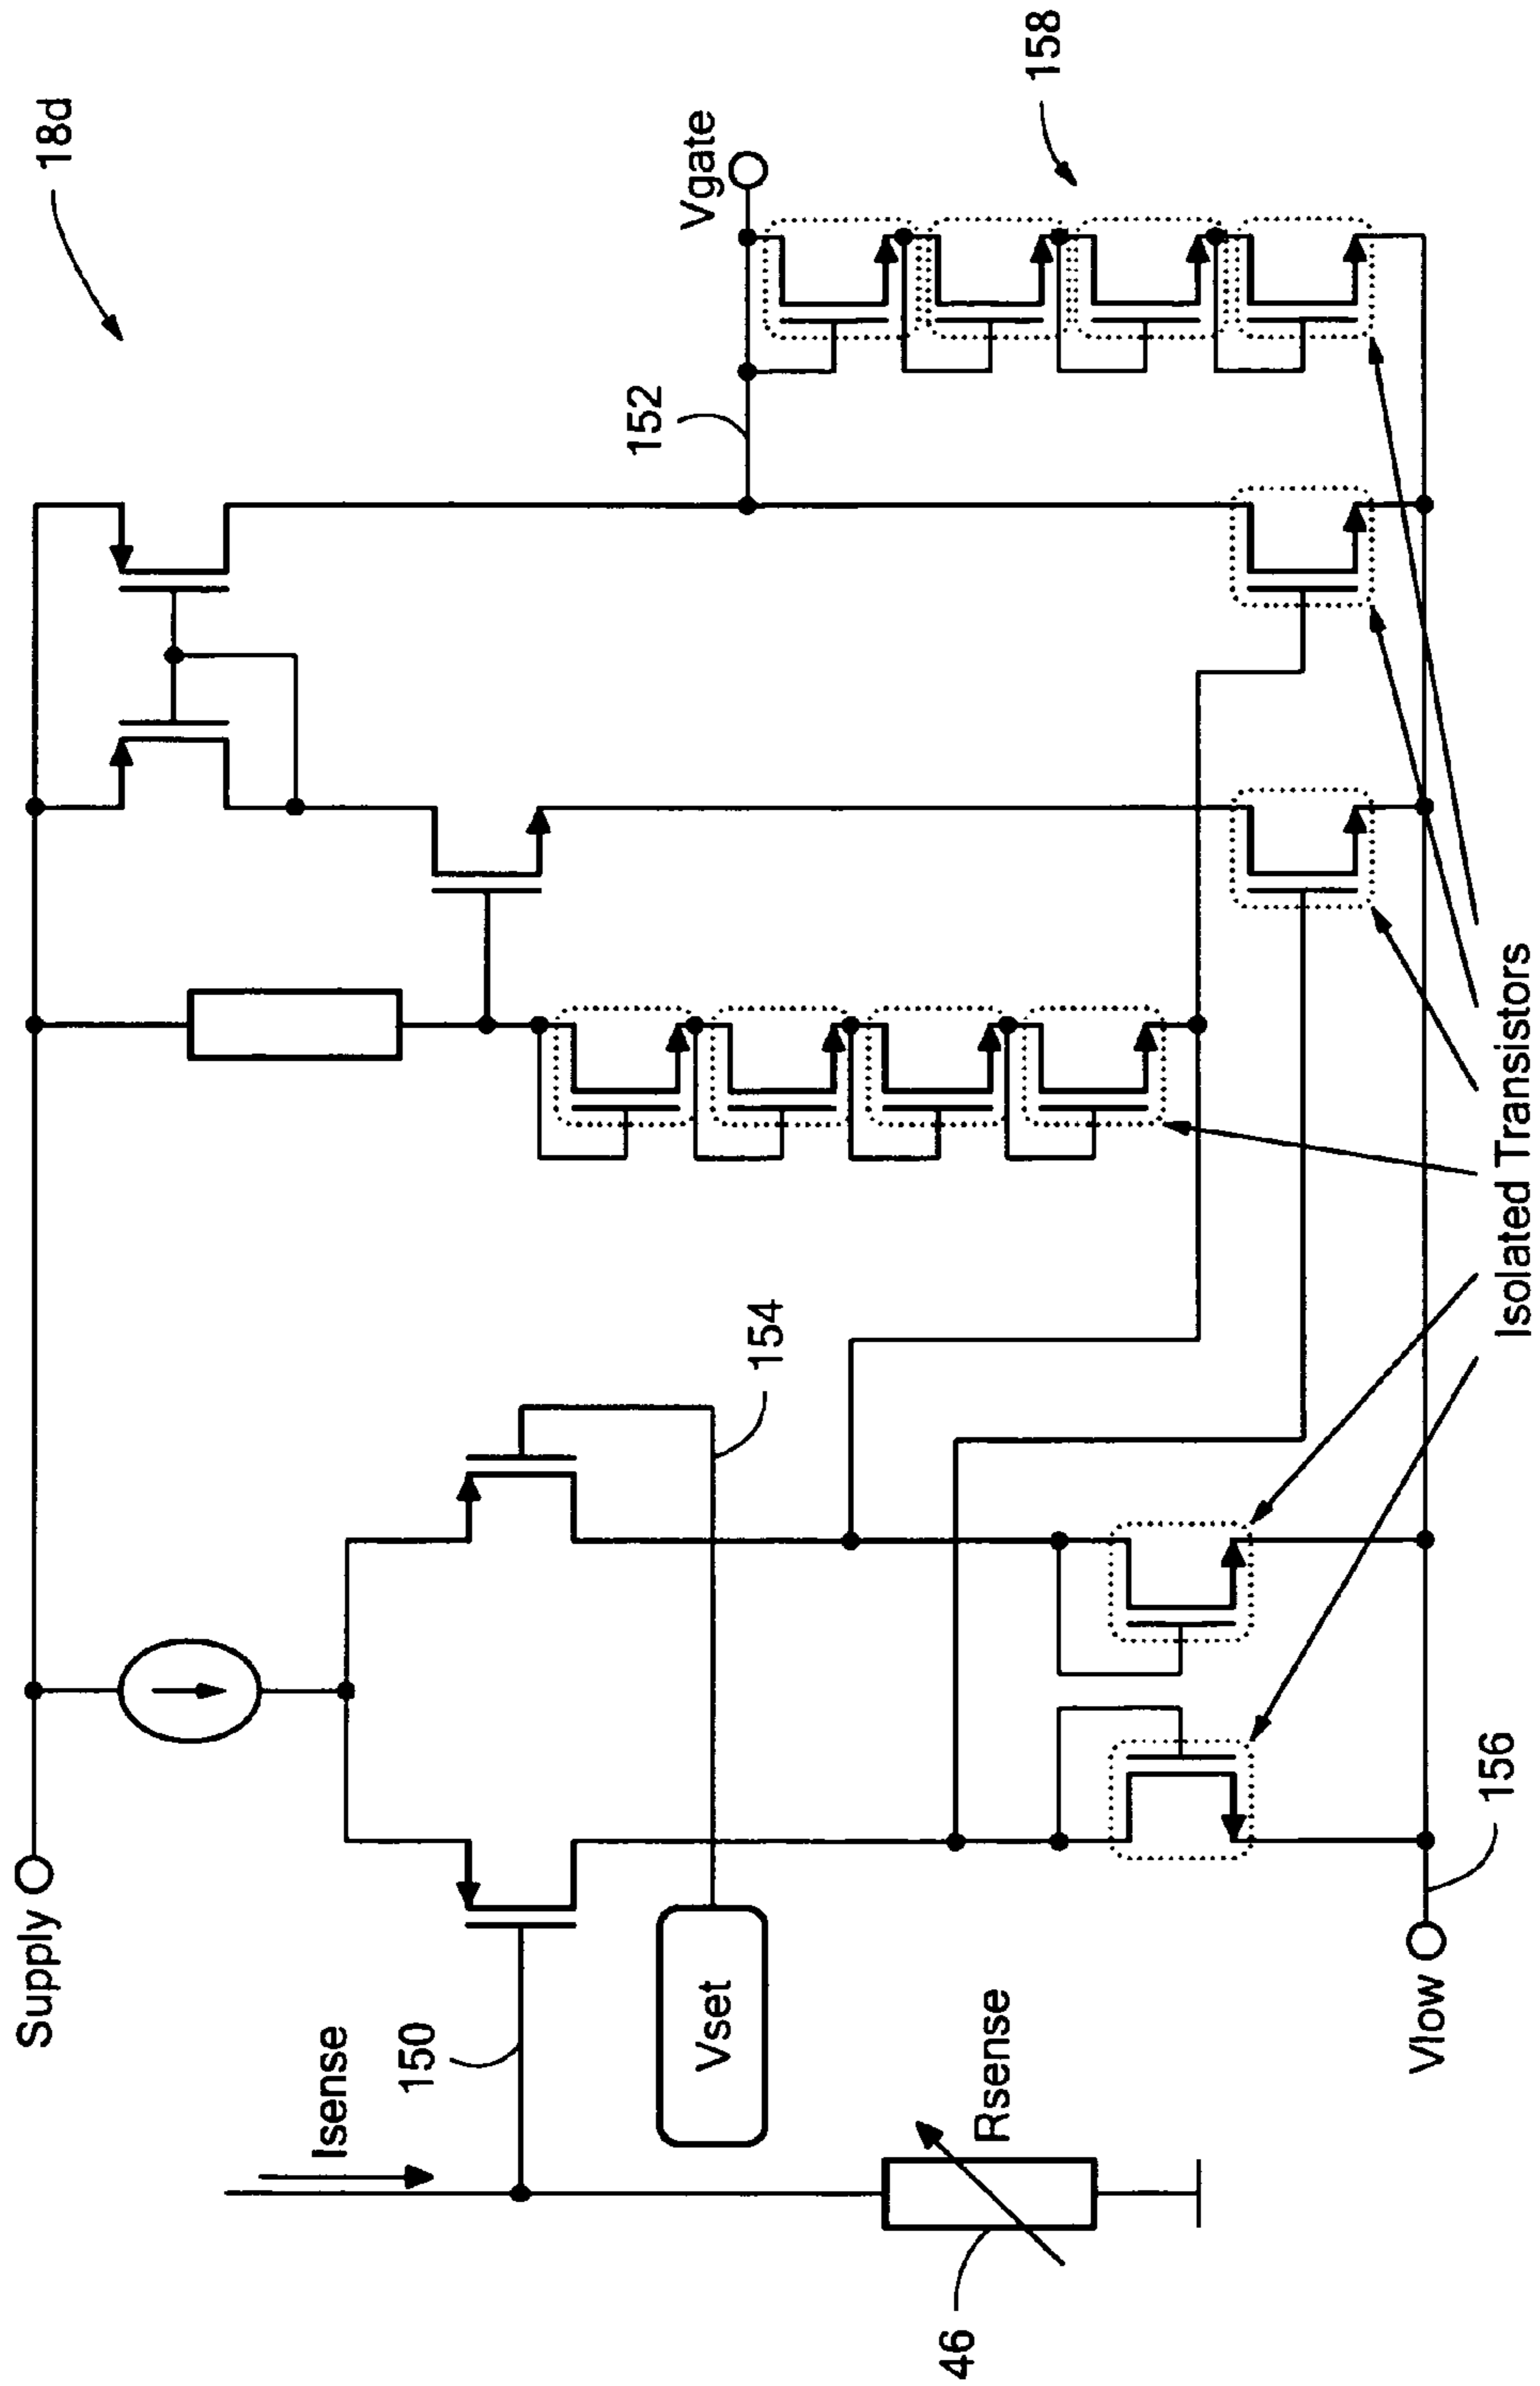 18d
Supply
Isense
150
Vset
154
152
Vgate
158
Rsense
46
Vlow
156
Isolated Transistors